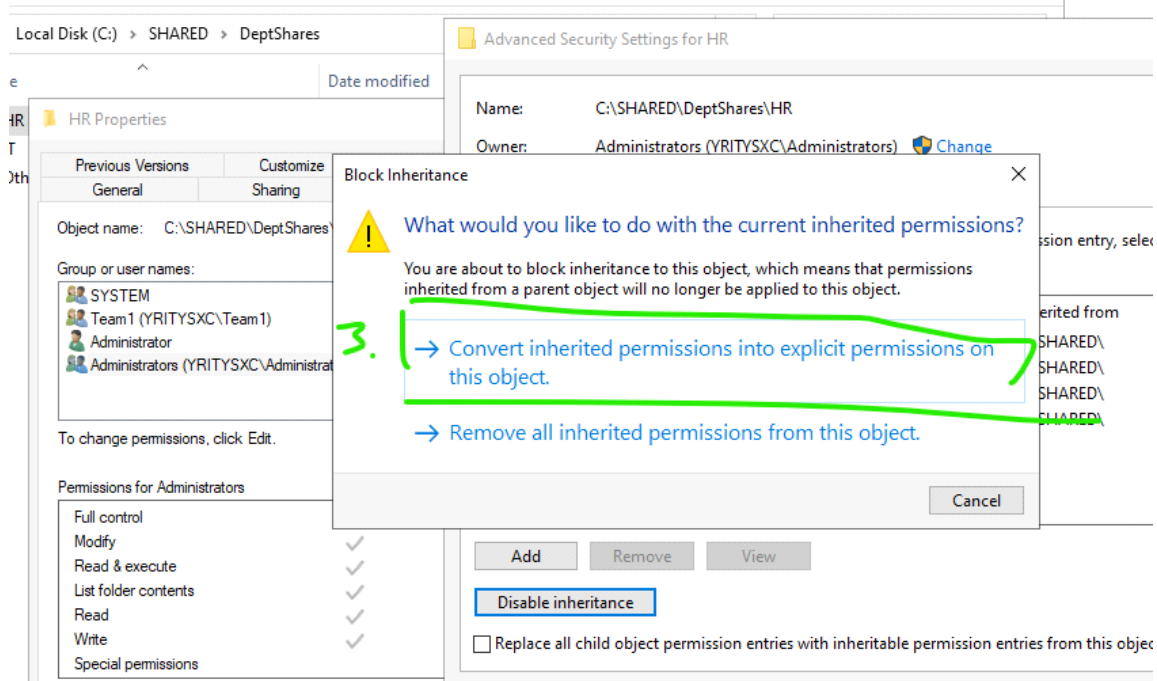 Local Disk (C:) > SHARED > DeptShares
e
Date modified
HR
T
Oth
HR Properties
Previous Versions
Customize
General
Sharing
Object name: C:\SHARED\DeptShares\
Group or user names:
SYSTEM
Team1 (YRITYSXC\Team1)
Administrator
Administrators (YRITYSXC\Administrat
To change permissions, click Edit.
Permissions for Administrators
Full control
Modify
Read & execute
List folder contents
Read
Write
Special permissions
Advanced Security Settings for HR
Name: C:\SHARED\DeptShares\HR
Owner: Administrators (YRITYSXC\Administrators) Change
ssion entry, selec
erited from
SHARED\
SHARED\
SHARED\
SHARED\
Block Inheritance
What would you like to do with the current inherited permissions?
You are about to block inheritance to this object, which means that permissions
inherited from a parent object will no longer be applied to this object.
3.
Convert inherited permissions into explicit permissions on
this object.
Remove all inherited permissions from this object.
Cancel
Add
Remove
View
Disable inheritance
Replace all child object permission entries with inheritable permission entries from this objec